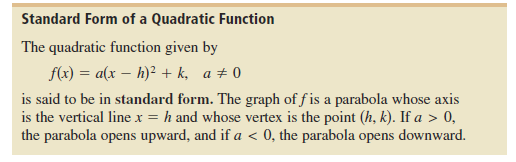 Standard Form of a Quadratic Function
The quadratic function given by
f(x) = a(x − h)² + k, a ≠ 0
is said to be in standard form. The graph of f is a parabola whose axis
is the vertical line x = h and whose vertex is the point (h, k). If a > 0,
the parabola opens upward, and if a < 0, the parabola opens downward.